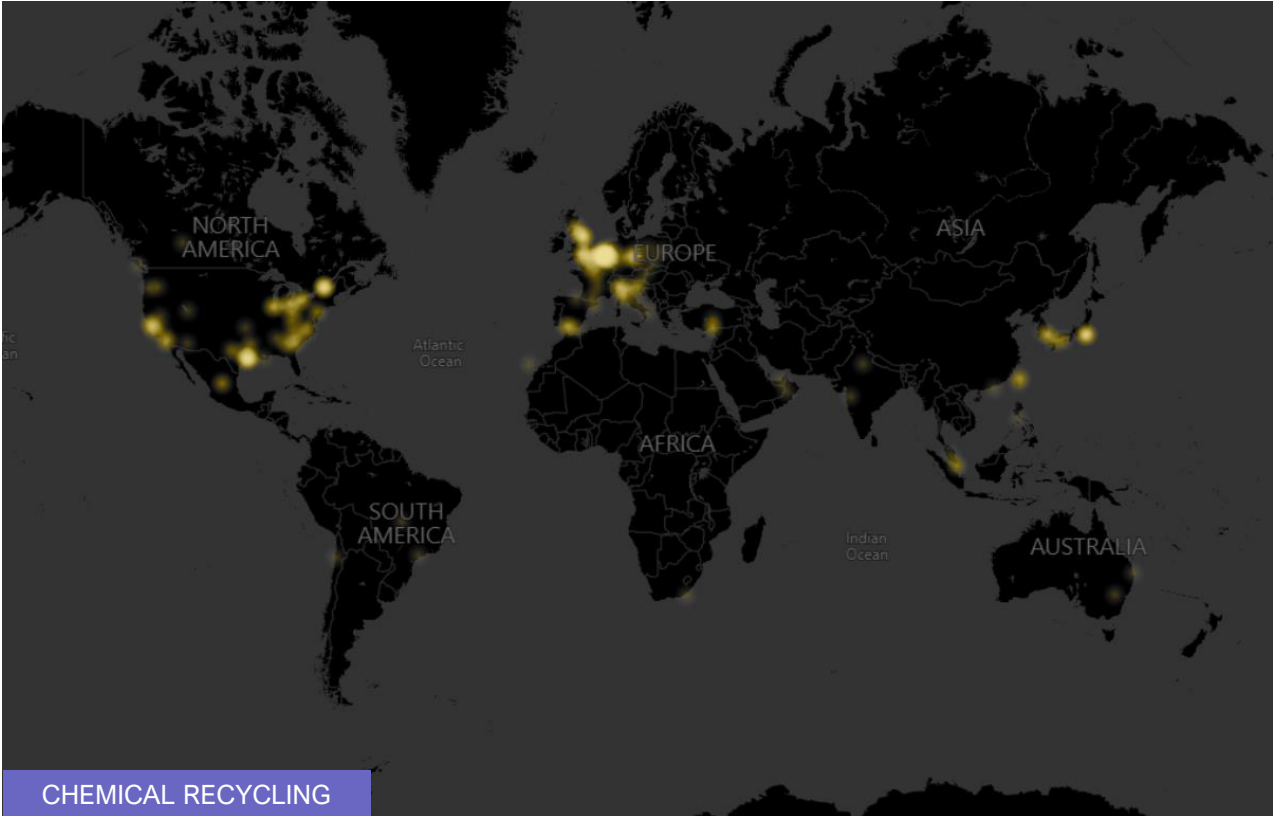 NORTH
AMERICA
ASIA
EUROPE
Atlantic
Ocean
AFRICA
SOUTH
AMERICA
Indian
Ocean
AUSTRALIA
CHEMICAL RECYCLING